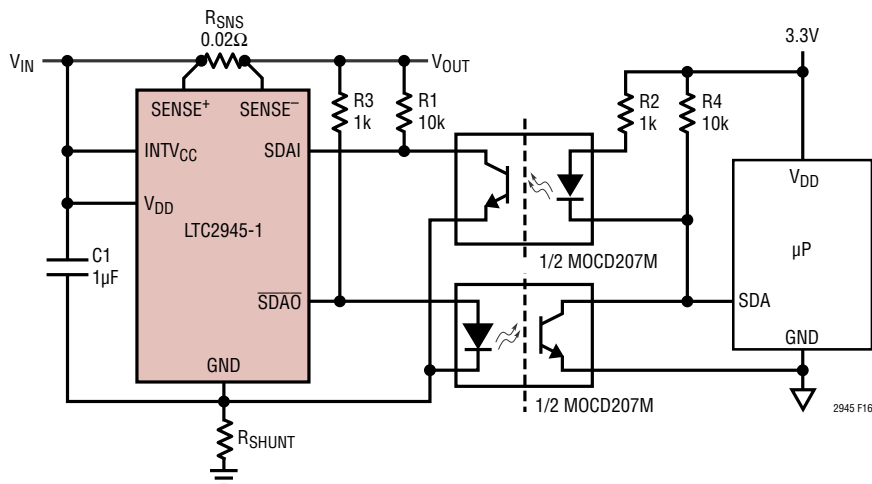 RSNS
0.02Ω
VIN
VOUT
3.3V
SENSE+
SENSE−
R3
1k
R1
10k
R2
1k
R4
10k
INTVCC
SDAI
VDD
VDD
LTC2945-1
µP
C1
1µF
1/2 MOCD207M
SDAO
SDA
GND
GND
1/2 MOCD207M
RSHUNT
2945 F16